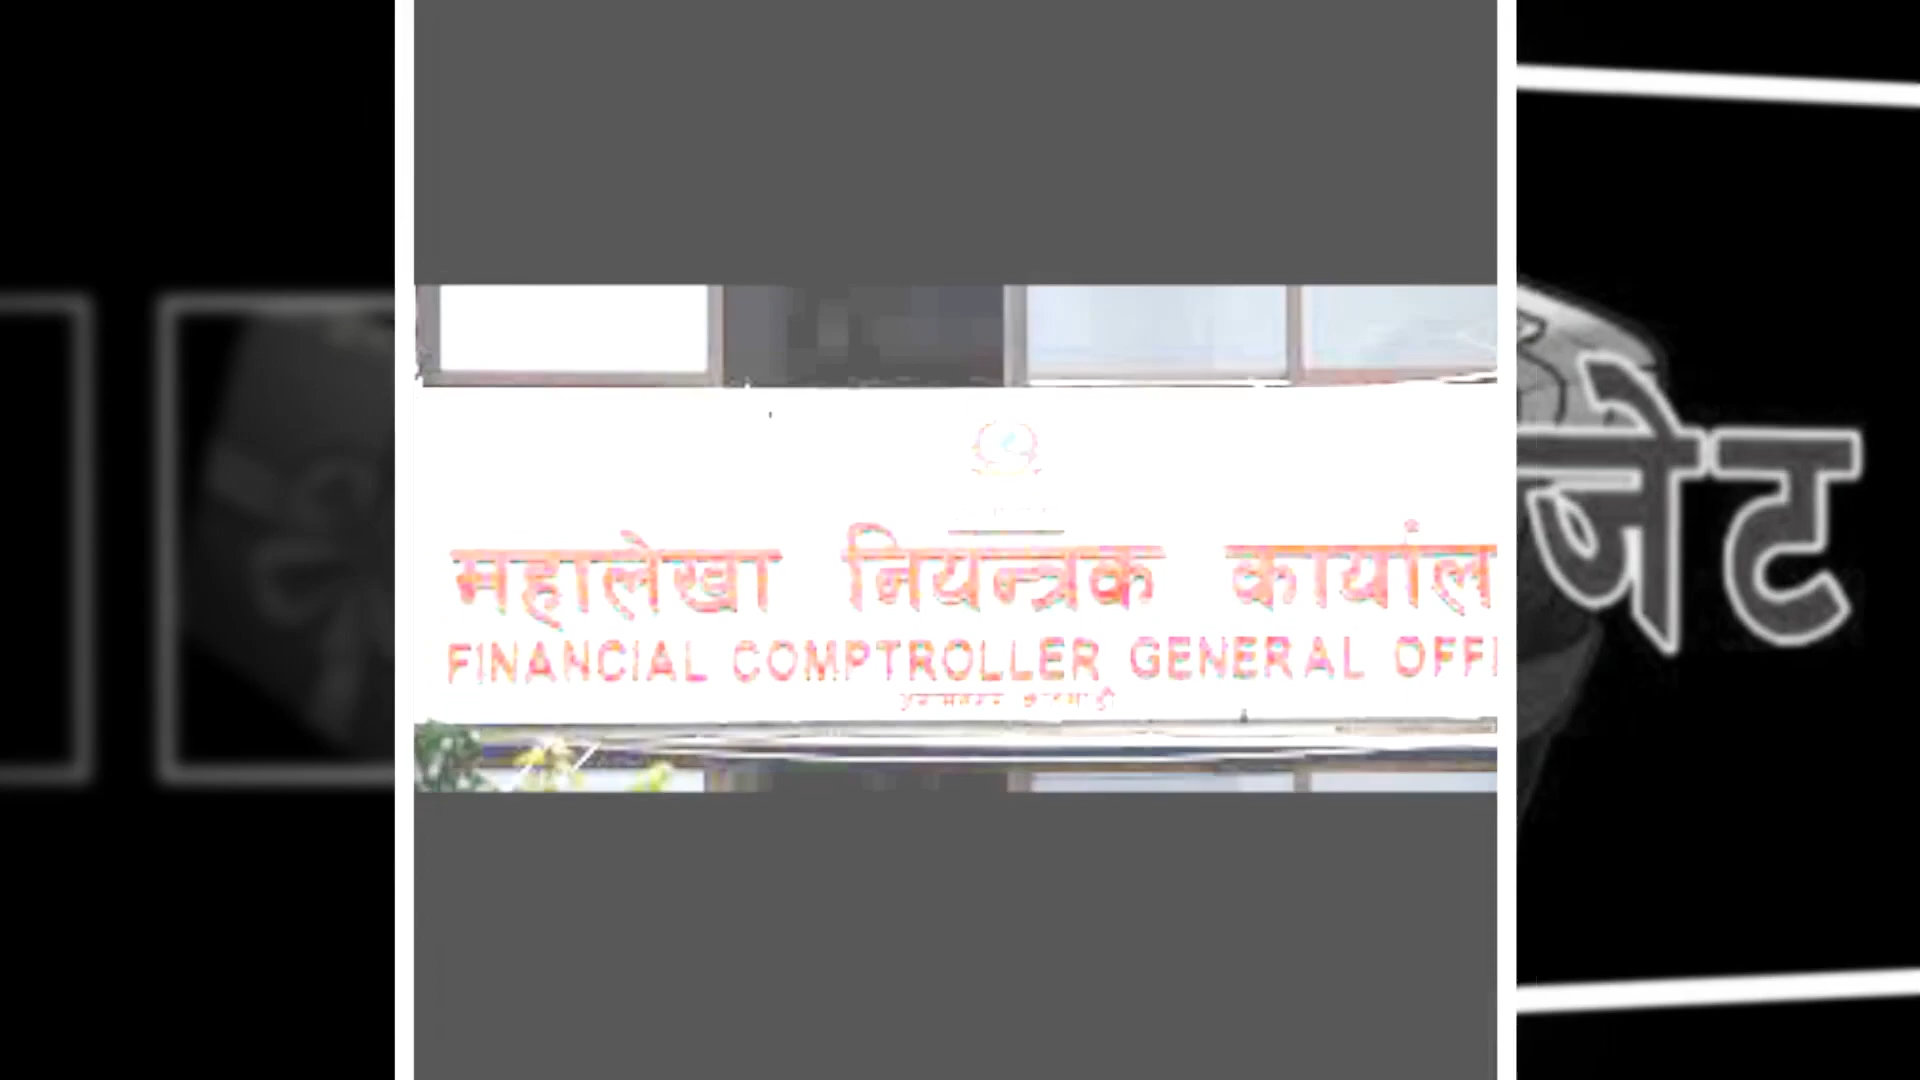 महालेखा नियन्त्रक कार्याल
FINANCIAL COMPTROLLER GENERAL OFFI
जेट